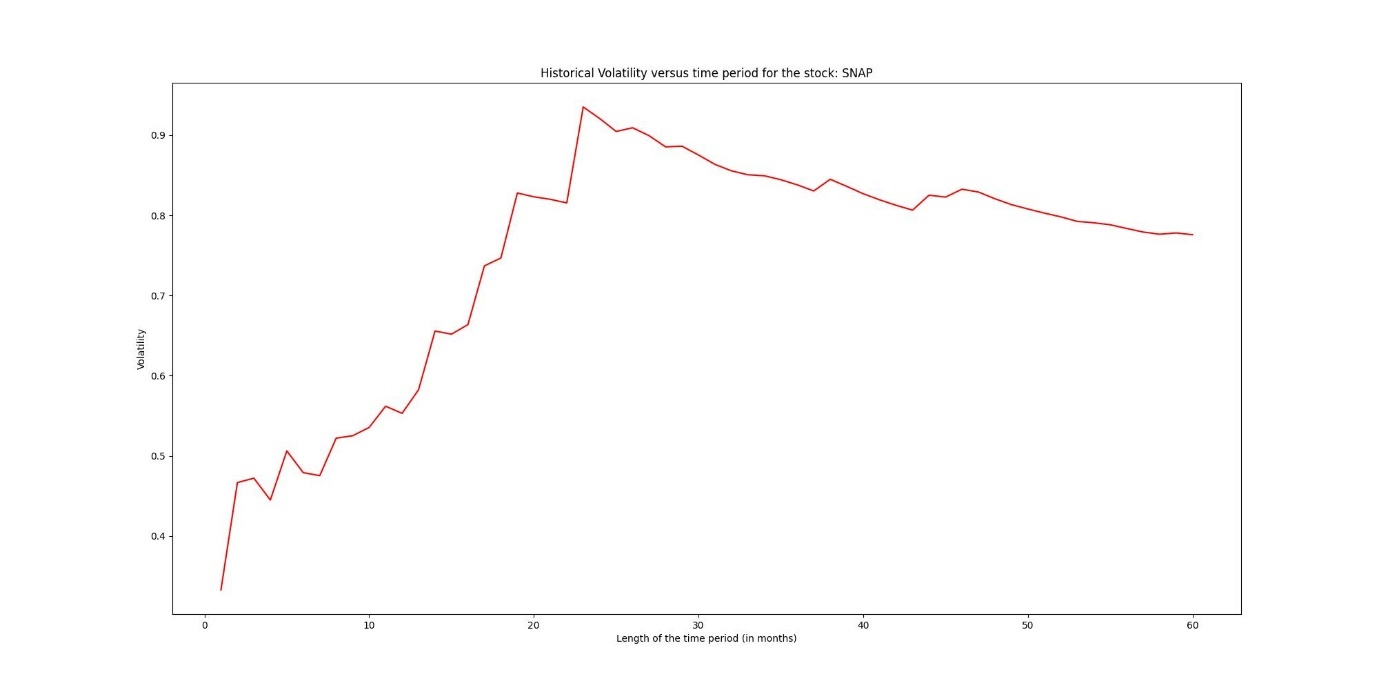 Historical Volatility versus time period for the stock: SNAP
0.9
0.8
0.7
0.6
0.5
0.4
Volatility
0 10 20 30 40 50 60
Length of the time period (in months)